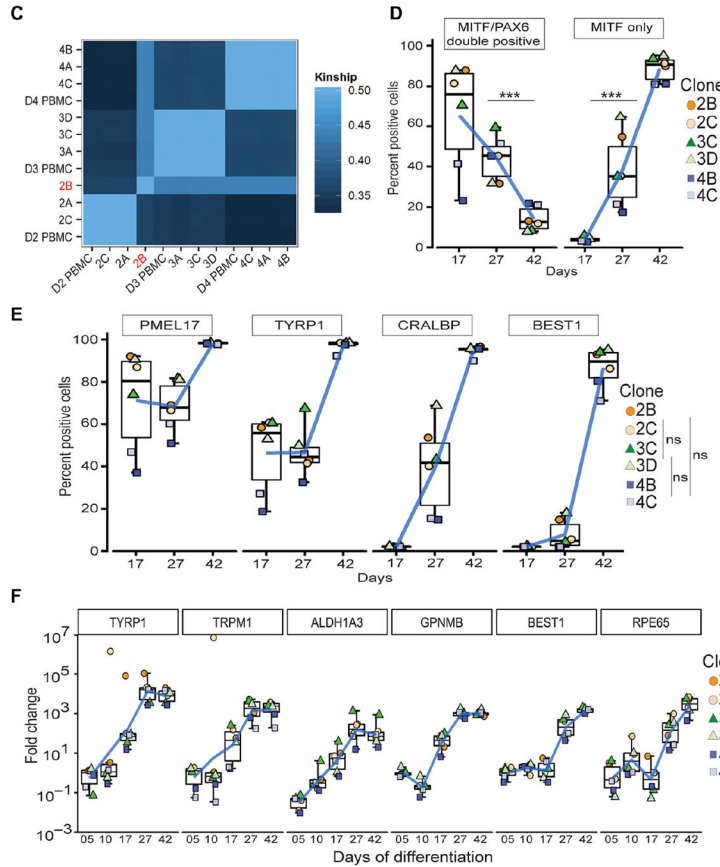 C
4B
4A
4C
D4 PBMC
3D
3C
3A
D3 PBMC
2B
2A
2C
D2 PBMC
D2 PBMC
2C
2A
2B
D3 PBMC
3A
3C
3D
D4 PBMC
4C
4A
4B
Kinship
0.50
0.45
0.40
0.35
D
MITF/PAX6
double positive
MITF only
Percent positive cells
100
80
60
40
20
0
***
***
17 27 42 17 27 42
Days
Clone
2B
2C
3C
3D
4B
4C
E
PMEL17 TYRP1 CRALBP BEST1
Percent positive cells
100
80
60
40
20
0
17 27 42 17 27 42 17 27 42 17 27 42
Days
Clone
2B
2C
3C
3D
4B
4C
ns
ns
ns
F
TYRP1 TRPM1 ALDH1A3 GPNMB BEST1 RPE65
Fold change
10^7
10^5
10^3
10^1
10^-1
10^-3
05 10 17 27 42 05 10 17 27 42 05 10 17 27 42 05 10 17 27 42 05 10 17 27 42 05 10 17 27 42
Days of differentiation